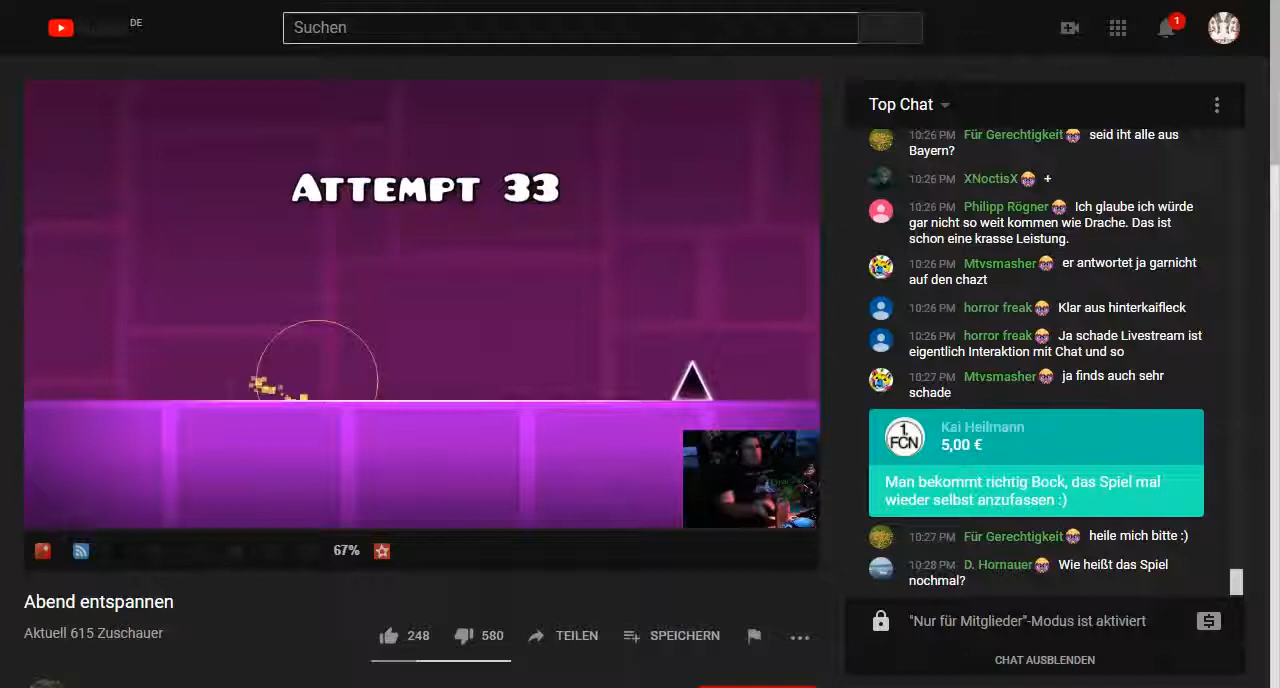 DE
Suchen
1
ATTEMPT 33
67%
Abend entspannen
Aktuell 615 Zuschauer
248
580
TEILEN
SPEICHERN
Top Chat
10:26 PM Für Gerechtigkeit seid iht alle aus
Bayern?
10:26 PM XNoctisX +
10:26 PM Philipp Rögner Ich glaube ich würde
gar nicht so weit kommen wie Drache. Das ist
schon eine krasse Leistung.
10:26 PM Mtvsmasher er antwortet ja garnicht
auf den chazt
10:26 PM horror freak Klar aus hinterkaifleck
10:26 PM horror freak Ja schade Livestream ist
eigentlich Interaktion mit Chat und so
10:27 PM Mtvsmasher ja finds auch sehr
schade
1.
FCN
Kai Heilmann
5,00 €
Man bekommt richtig Bock, das Spiel mal
wieder selbst anzufassen :)
10:27 PM Für Gerechtigkeit heile mich bitte :)
10:28 PM D. Hornauer Wie heißt das Spiel
nochmal?
"Nur für Mitglieder"-Modus ist aktiviert
CHAT AUSBLENDEN